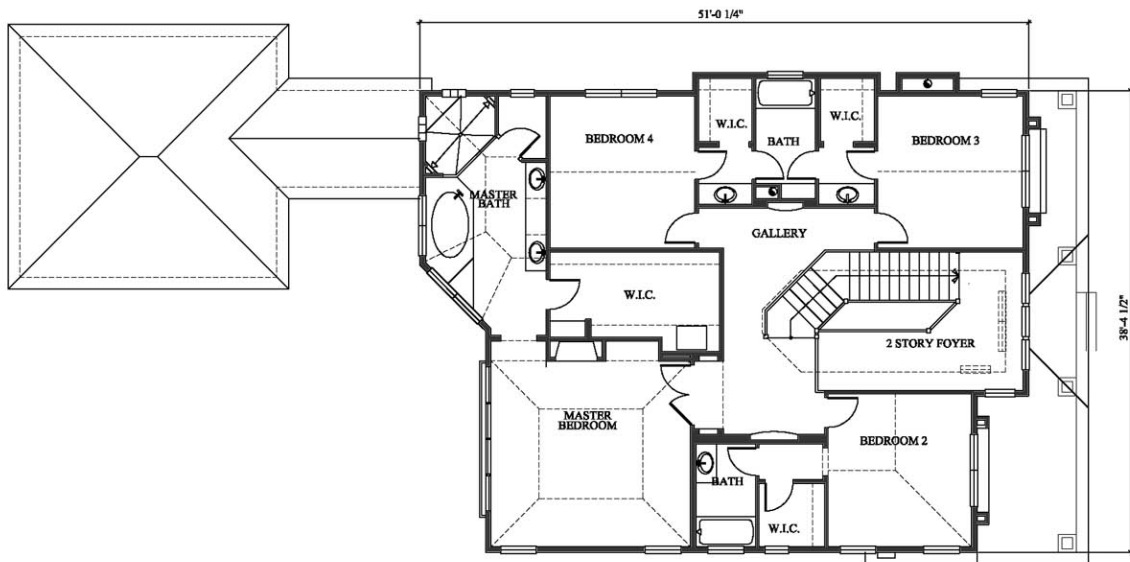 51'-0 1/4"
W.I.C.
W.I.C.
BEDROOM 4
BATH
BEDROOM 3
MASTER
BATH
GALLERY
W.I.C.
38'-4 1/2"
2 STORY FOYER
MASTER
BEDROOM
BEDROOM 2
BATH
W.I.C.